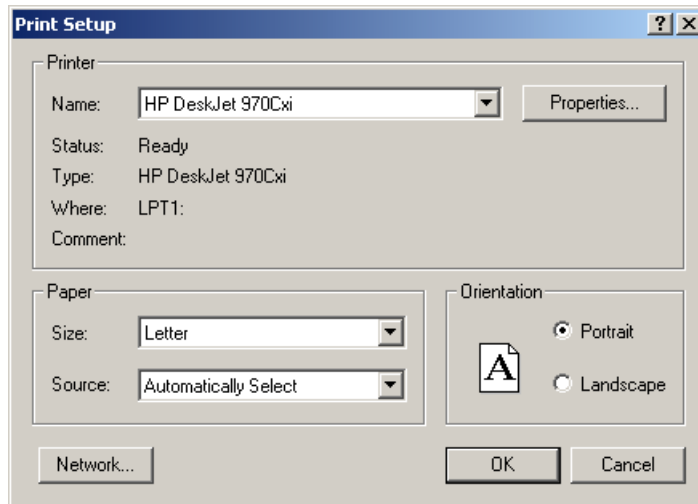 Print Setup
Printer
Name: HP DeskJet 970Cxi Properties...
Status: Ready
Type: HP DeskJet 970Cxi
Where: LPT1:
Comment:
Paper
Size: Letter
Source: Automatically Select
Orientation
A
Portrait
Landscape
Network... OK Cancel